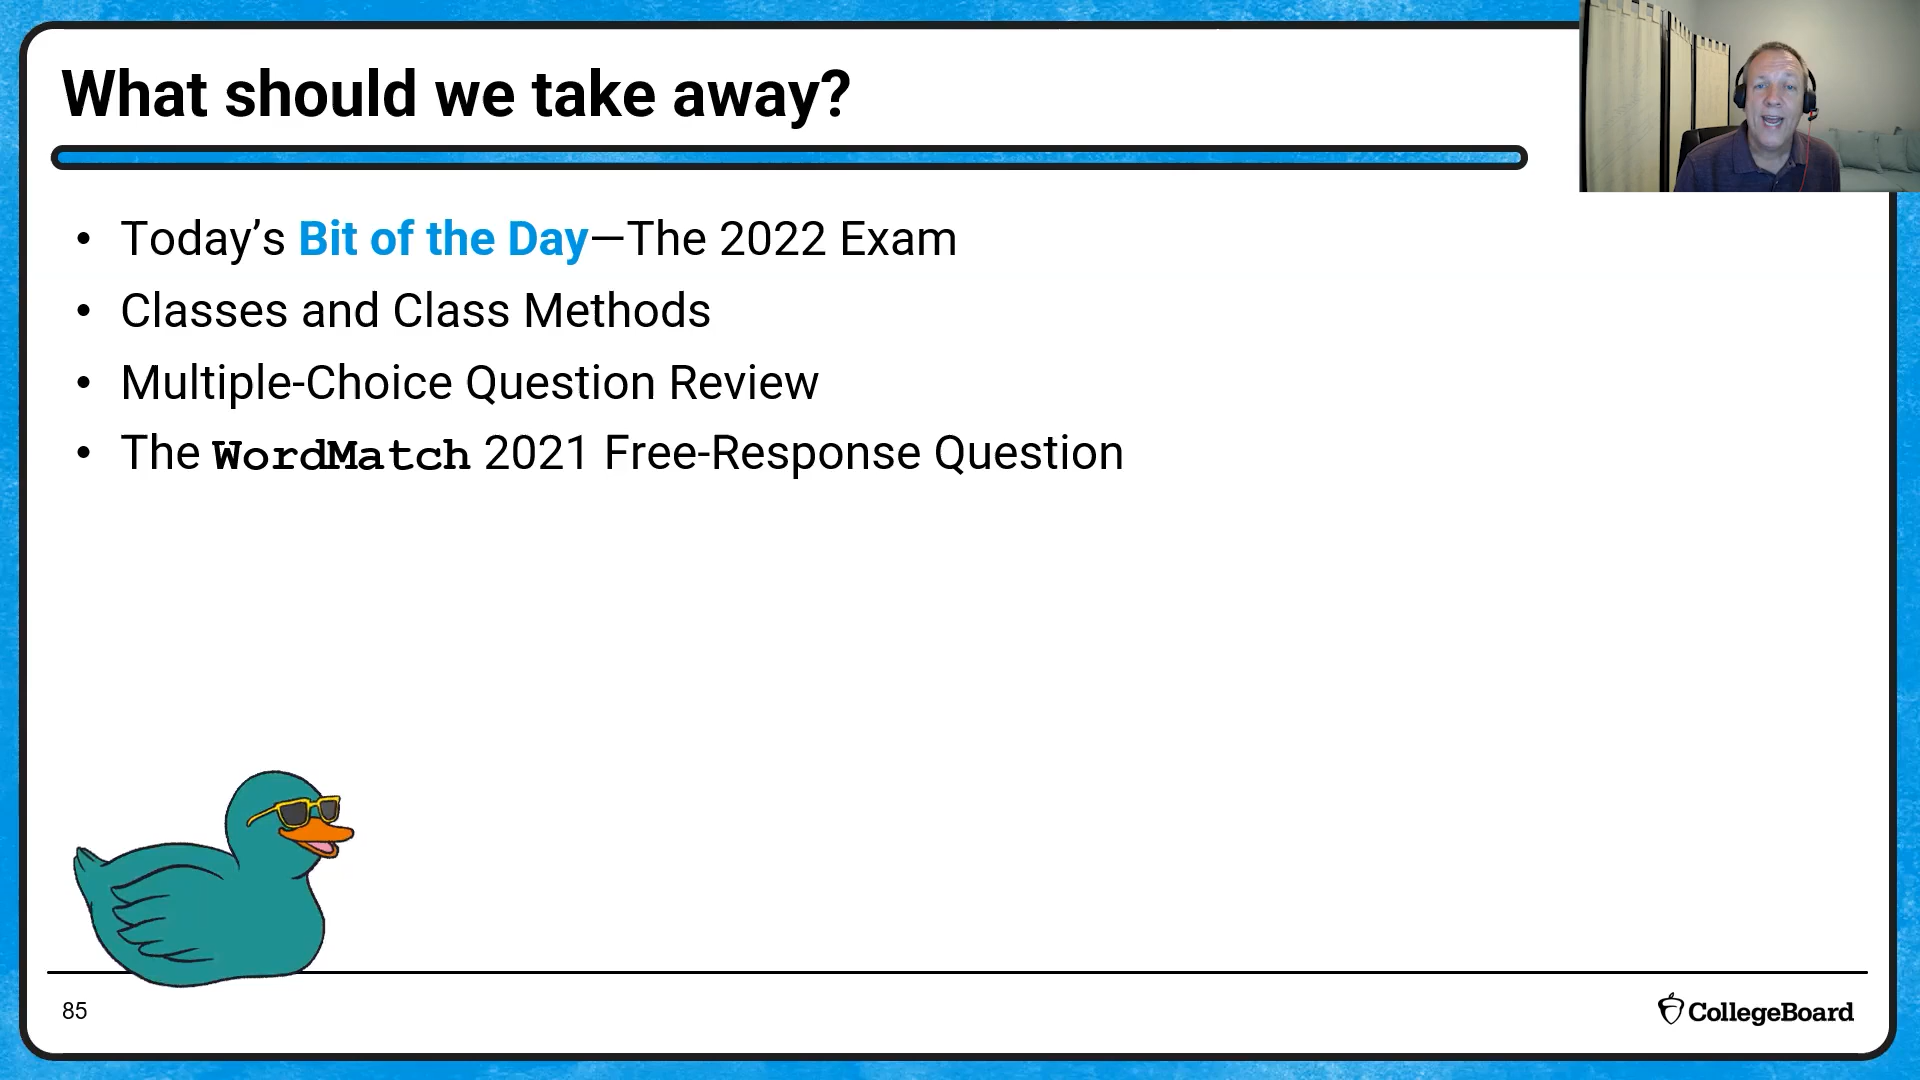 What should we take away?
• Today’s Bit of the Day—The 2022 Exam
• Classes and Class Methods
• Multiple-Choice Question Review
• The WordMatch 2021 Free-Response Question
85
CollegeBoard